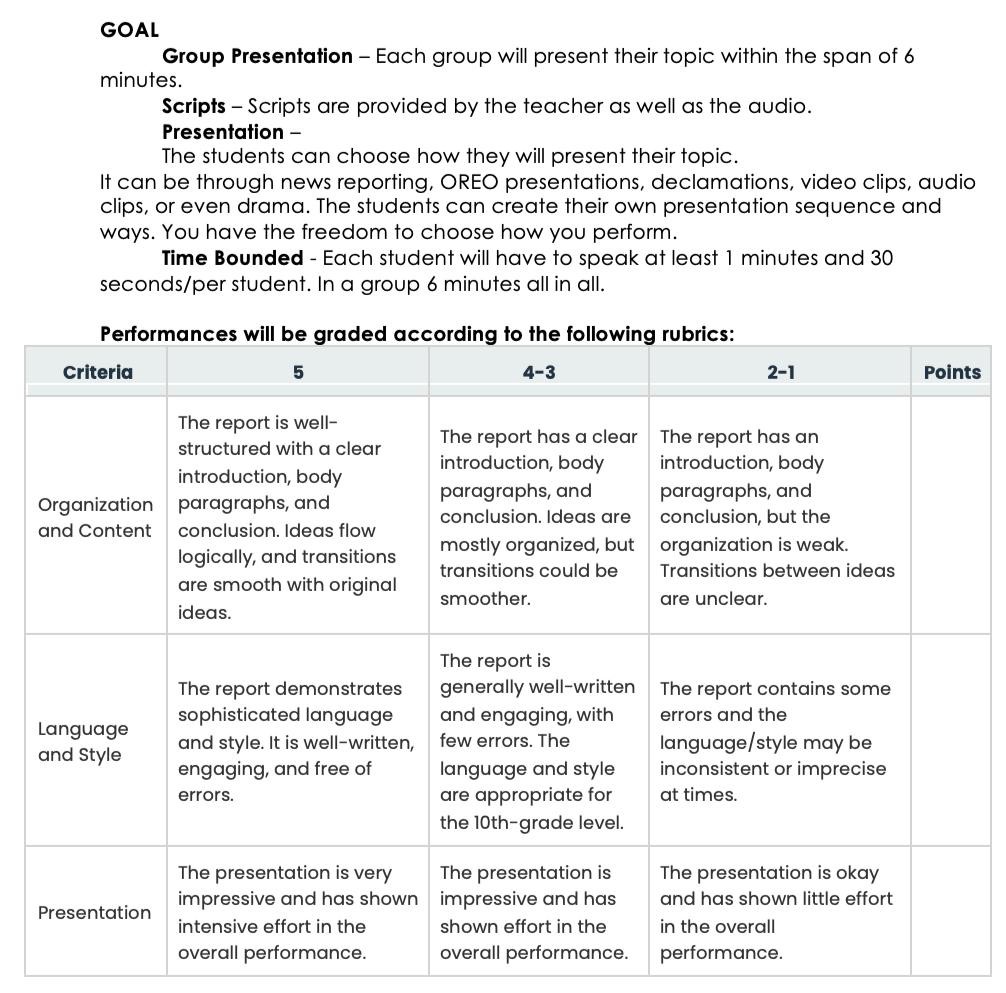 GOAL
Group Presentation – Each group will present their topic within the span of 6
minutes.
Scripts – Scripts are provided by the teacher as well as the audio.
Presentation –
The students can choose how they will present their topic.
It can be through news reporting, OREO presentations, declamations, video clips, audio
clips, or even drama. The students can create their own presentation sequence and
ways. You have the freedom to choose how you perform.
Time Bounded - Each student will have to speak at least 1 minutes and 30
seconds/per student. In a group 6 minutes all in all.
Performances will be graded according to the following rubrics:
Criteria
5
4-3
2-1
Points
Organization
and Content
The report is well-
structured with a clear
introduction, body
paragraphs, and
conclusion. Ideas flow
logically, and transitions
are smooth with original
ideas.
The report has a clear
introduction, body
paragraphs, and
conclusion. Ideas are
mostly organized, but
transitions could be
smoother.
The report has an
introduction, body
paragraphs, and
conclusion, but the
organization is weak.
Transitions between ideas
are unclear.
Language
and Style
The report demonstrates
sophisticated language
and style. It is well-written,
engaging, and free of
errors.
The report is
generally well-written
and engaging, with
few errors. The
language and style
are appropriate for
the 10th-grade level.
The report contains some
errors and the
language/style may be
inconsistent or imprecise
at times.
Presentation
The presentation is very
impressive and has shown
intensive effort in the
overall performance.
The presentation is
impressive and has
shown effort in the
overall performance.
The presentation is okay
and has shown little effort
in the overall
performance.